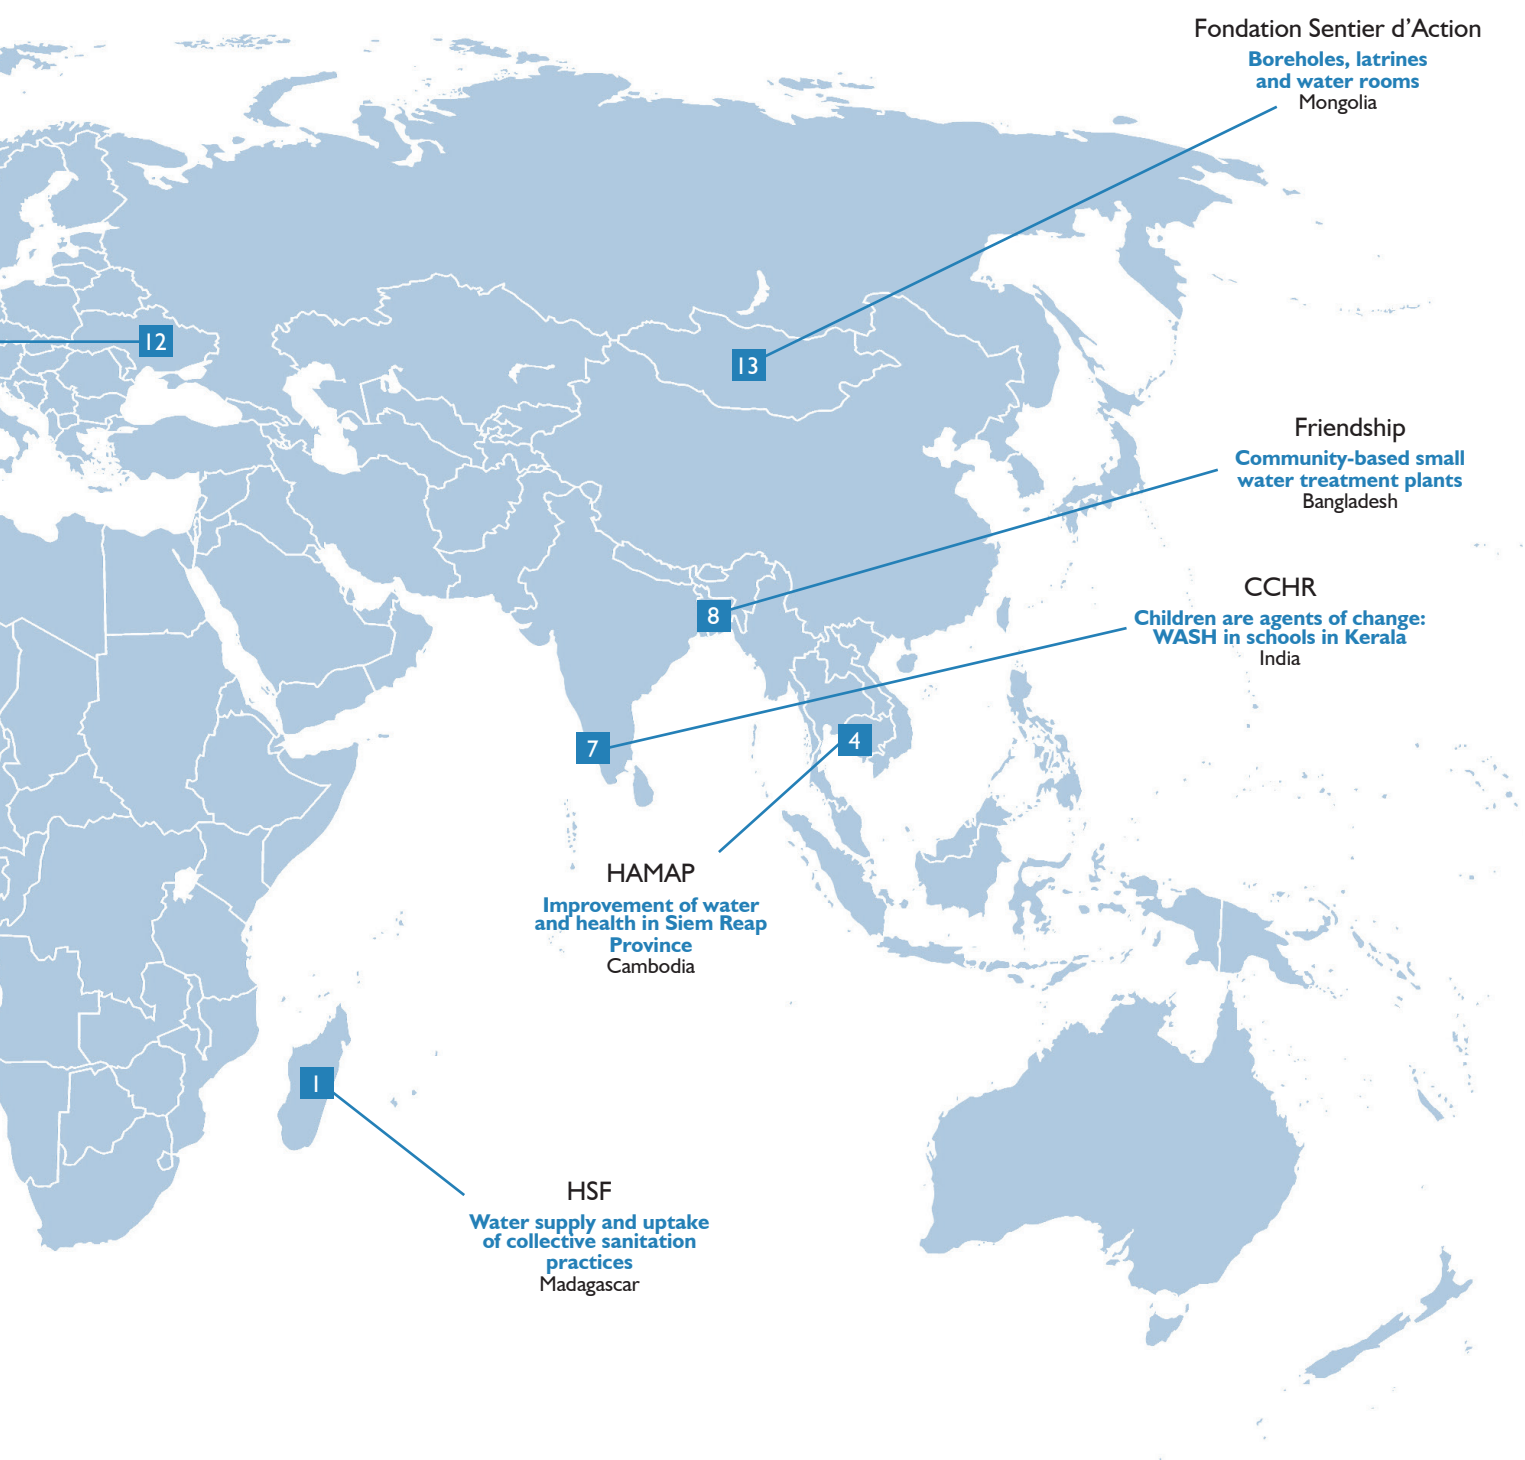 Fondation Sentier d’Action
Boreholes, latrines
and water rooms
Mongolia
12
13
Friendship
Community-based small
water treatment plants
Bangladesh
8
CCHR
Children are agents of change:
WASH in schools in Kerala
India
7
4
HAMAP
Improvement of water
and health in Siem Reap
Province
Cambodia
1
HSF
Water supply and uptake
of collective sanitation
practices
Madagascar